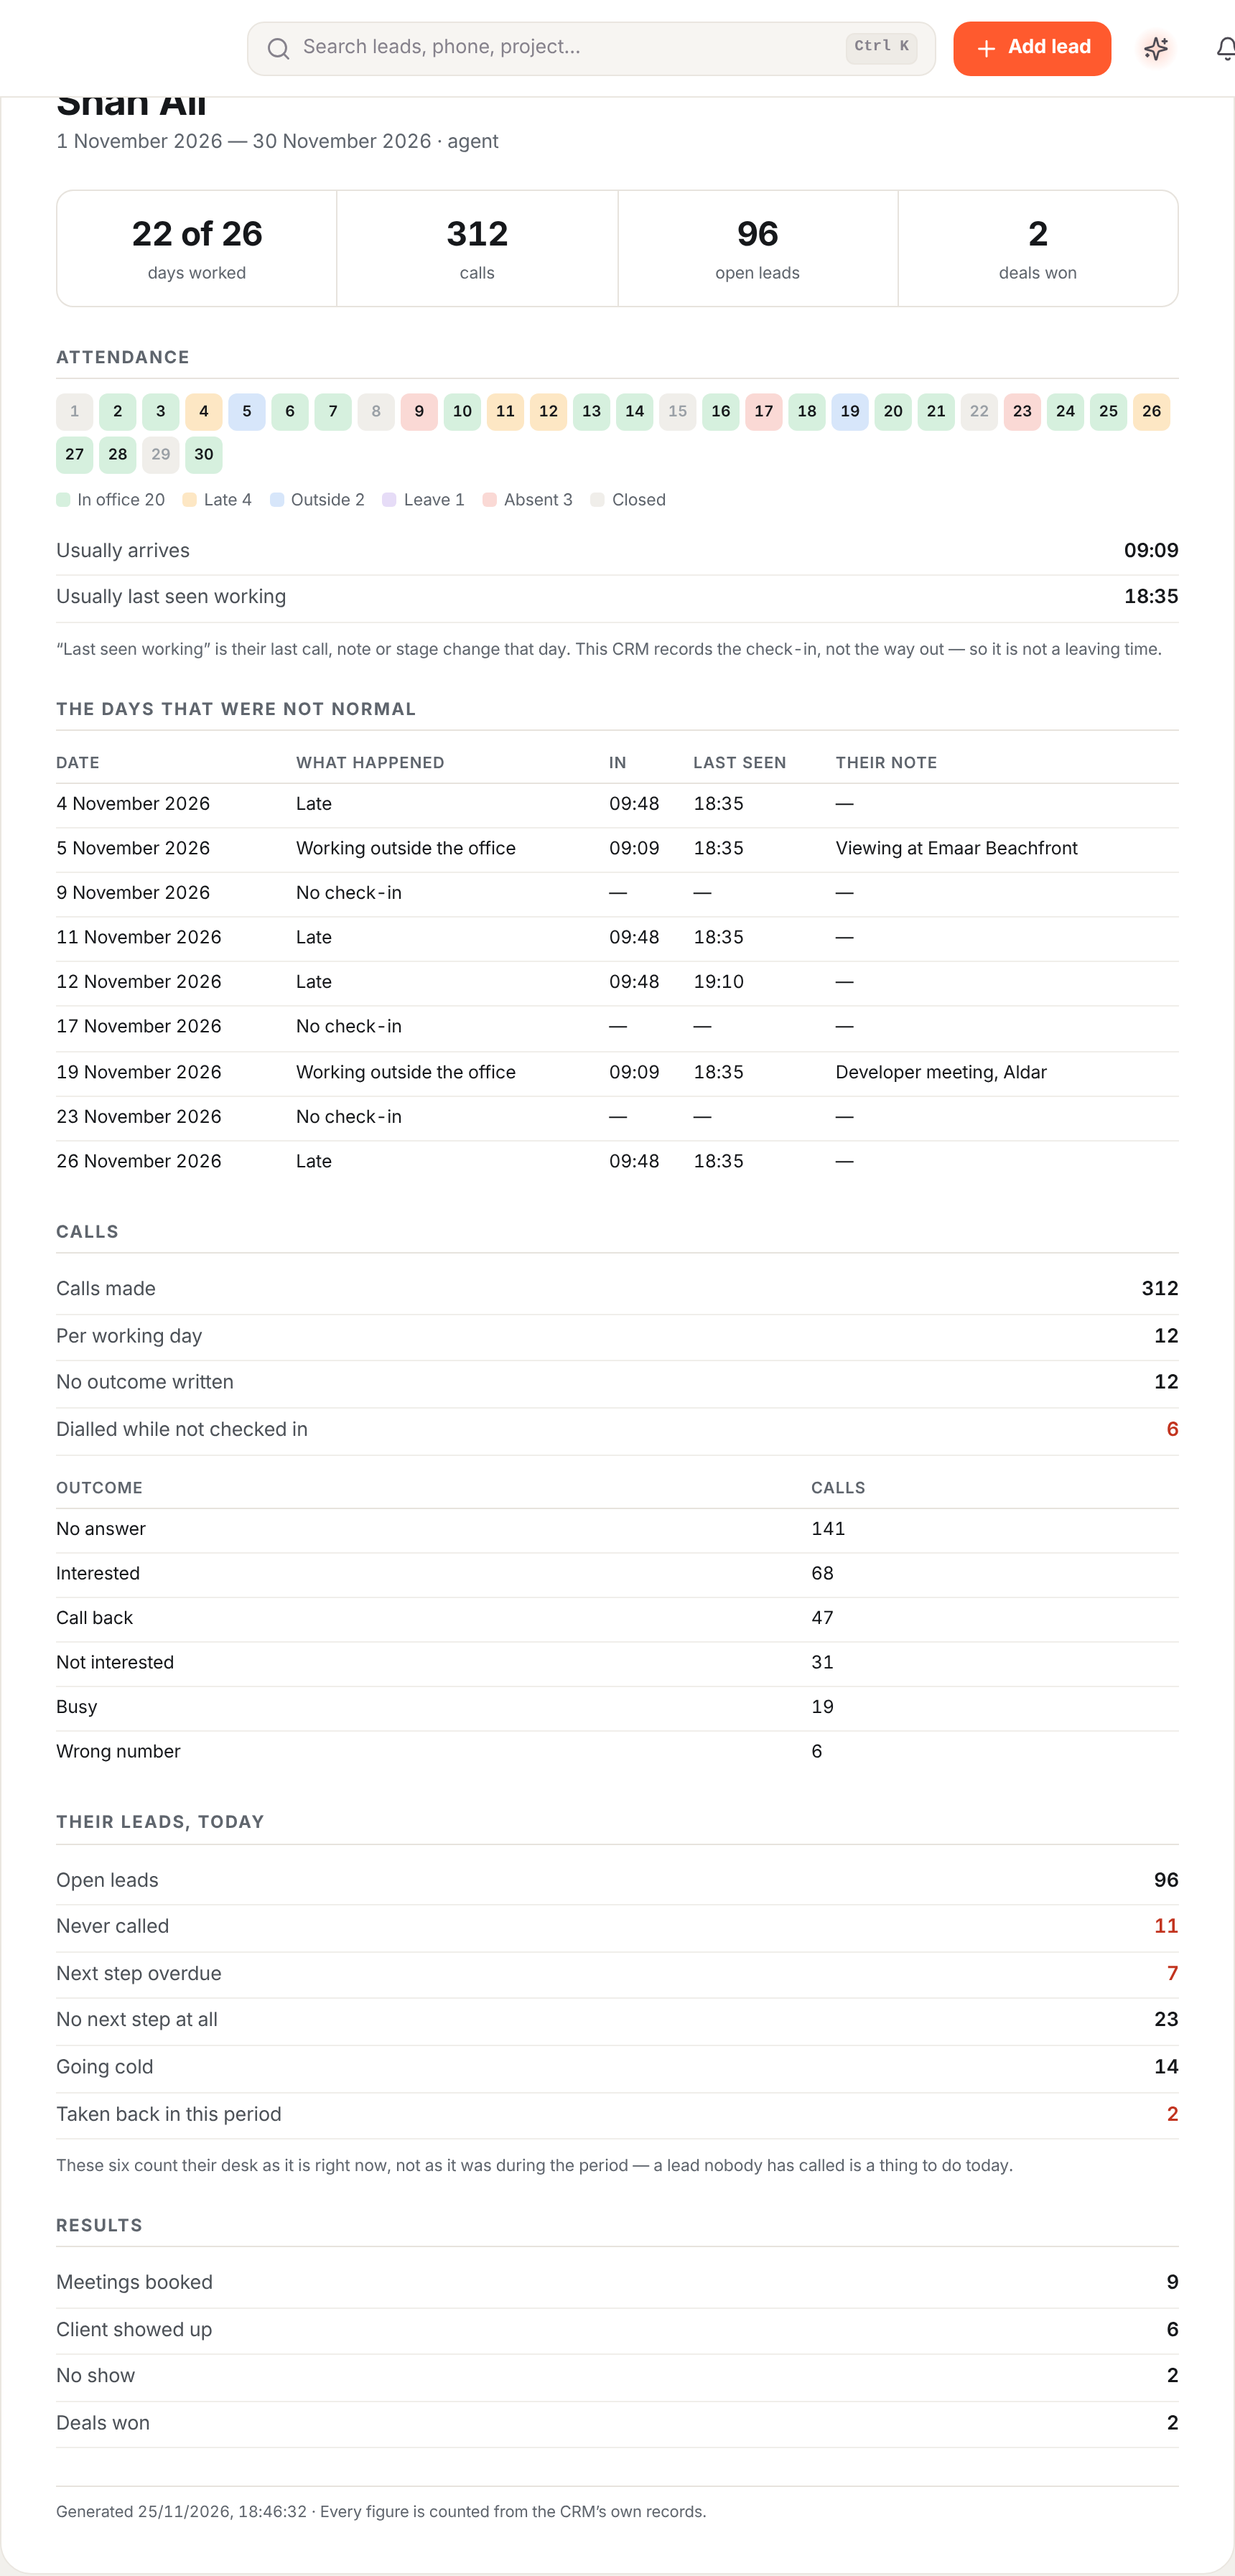 Search leads, phone, project... Ctrl K Add lead
Shan Ali
1 November 2026 — 30 November 2026 · agent
22 of 26 312 96 2
days worked calls open leads deals won
ATTENDANCE
1 2 3 4 5 6 7 8 9 10 11 12 13 14 15 16 17 18 19 20 21 22 23 24 25 26
27 28 29 30
In office 20 Late 4 Outside 2 Leave 1 Absent 3 Closed
Usually arrives 09:09
Usually last seen working 18:35
“Last seen working” is their last call, note or stage change that day. This CRM records the check-in, not the way out — so it is not a leaving time.
THE DAYS THAT WERE NOT NORMAL
DATE WHAT HAPPENED IN LAST SEEN THEIR NOTE
4 November 2026 Late 09:48 18:35 —
5 November 2026 Working outside the office 09:09 18:35 Viewing at Emaar Beachfront
9 November 2026 No check-in — — —
11 November 2026 Late 09:48 18:35 —
12 November 2026 Late 09:48 19:10 —
17 November 2026 No check-in — — —
19 November 2026 Working outside the office 09:09 18:35 Developer meeting, Aldar
23 November 2026 No check-in — — —
26 November 2026 Late 09:48 18:35 —
CALLS
Calls made 312
Per working day 12
No outcome written 12
Dialled while not checked in 6
OUTCOME CALLS
No answer 141
Interested 68
Call back 47
Not interested 31
Busy 19
Wrong number 6
THEIR LEADS, TODAY
Open leads 96
Never called 11
Next step overdue 7
No next step at all 23
Going cold 14
Taken back in this period 2
These six count their desk as it is right now, not as it was during the period — a lead nobody has called is a thing to do today.
RESULTS
Meetings booked 9
Client showed up 6
No show 2
Deals won 2
Generated 25/11/2026, 18:46:32 · Every figure is counted from the CRM’s own records.